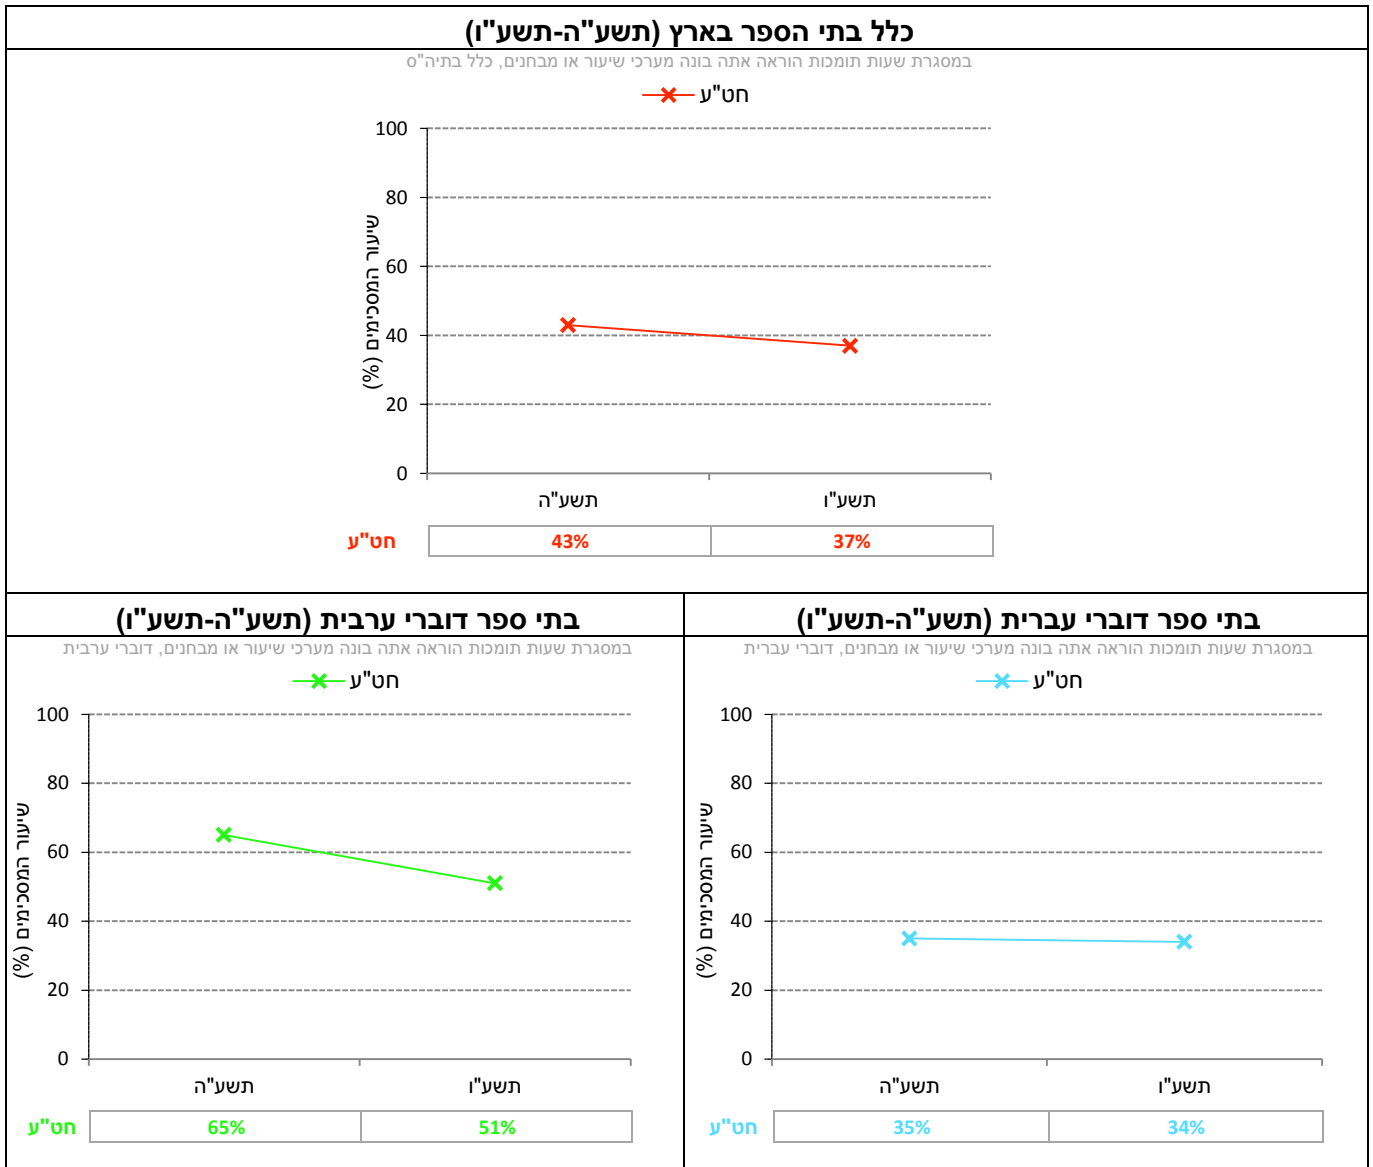 כלל בתי הספר בארץ (תשע"ה-תשע"ו)
במסגרת שעות תומכות הוראה אתה בונה מערכי שיעור או מבחנים, כלל בתיה"ס
חט"ע
100
80
60
40
20
0
שיעור המסכימים (%)
תשע"ה תשע"ו
חט"ע 43% 37%
בתי ספר דוברי עברית (תשע"ה-תשע"ו)
במסגרת שעות תומכות הוראה אתה בונה מערכי שיעור או מבחנים, דוברי עברית
חט"ע
100
80
60
40
20
0
שיעור המסכימים (%)
תשע"ה תשע"ו
חט"ע 35% 34%
בתי ספר דוברי ערבית (תשע"ה-תשע"ו)
במסגרת שעות תומכות הוראה אתה בונה מערכי שיעור או מבחנים, דוברי ערבית
חט"ע
100
80
60
40
20
0
שיעור המסכימים (%)
תשע"ה תשע"ו
חט"ע 65% 51%